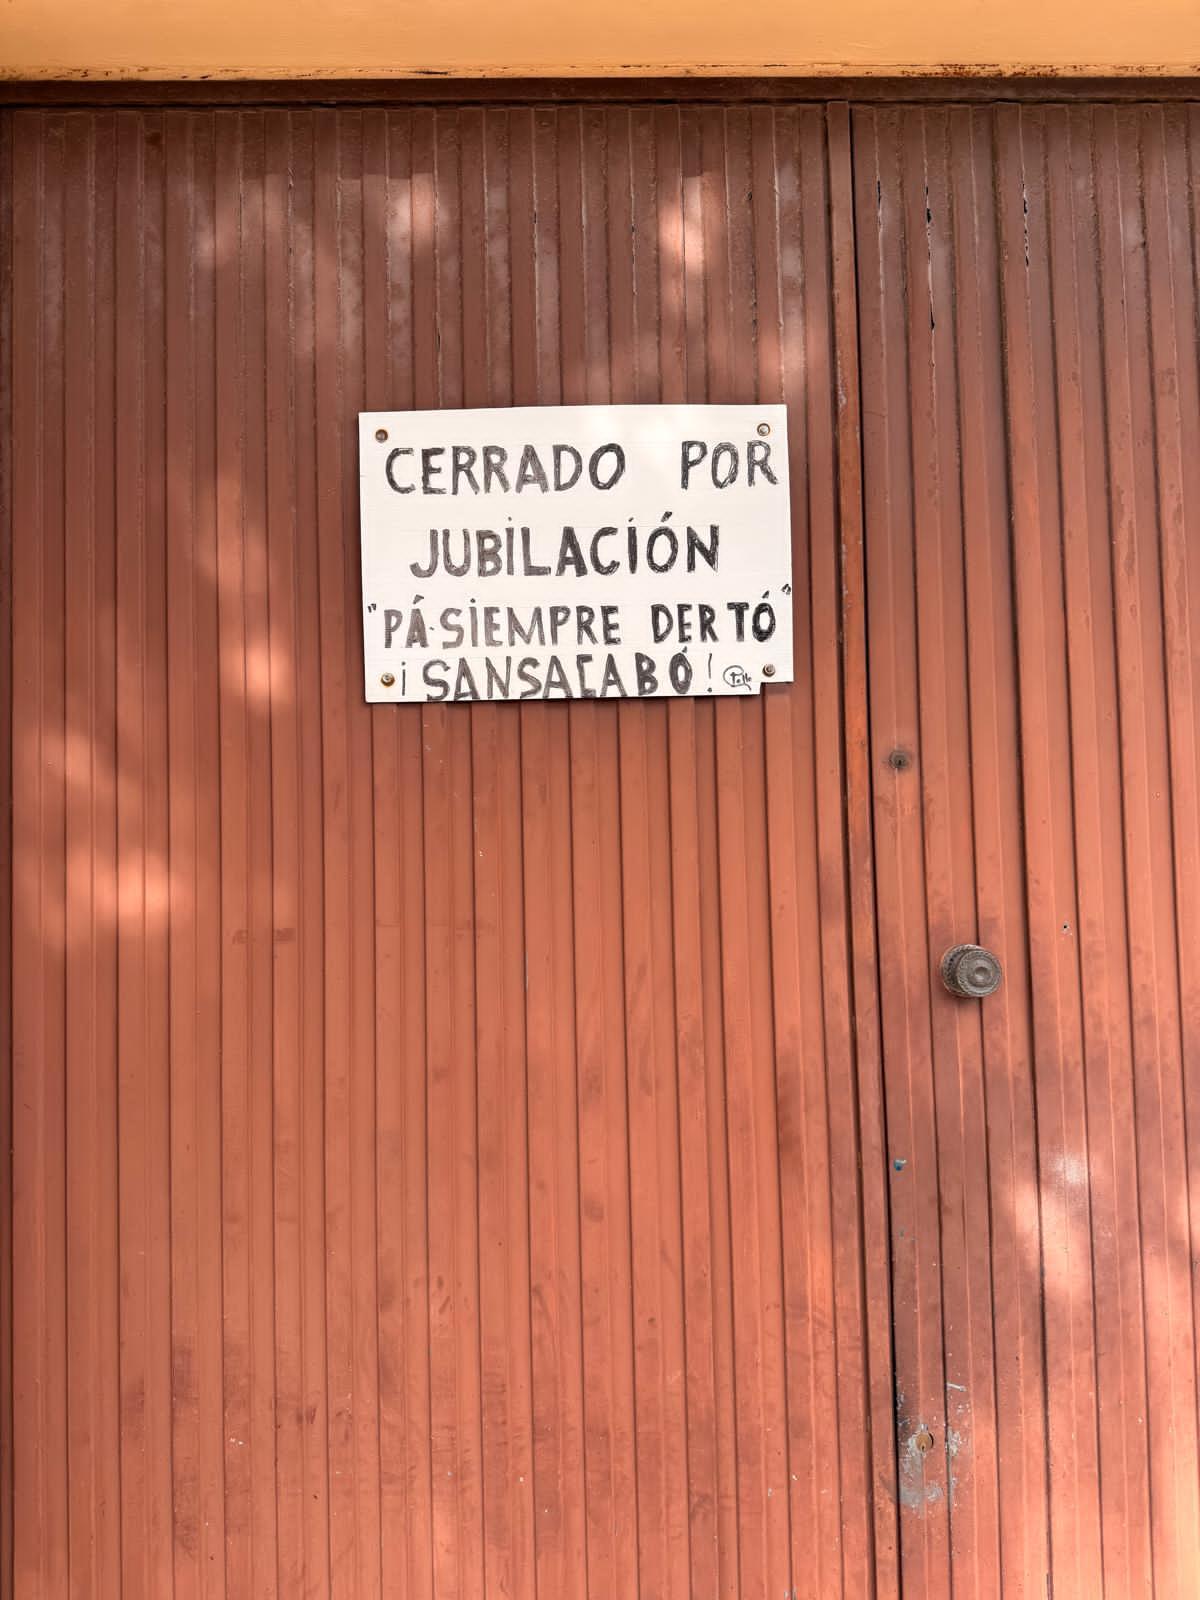 CERRADO POR
JUBiLACiÓN
"PÁ·SiEMPRE DER TÓ"
¡SANSACABÓ!